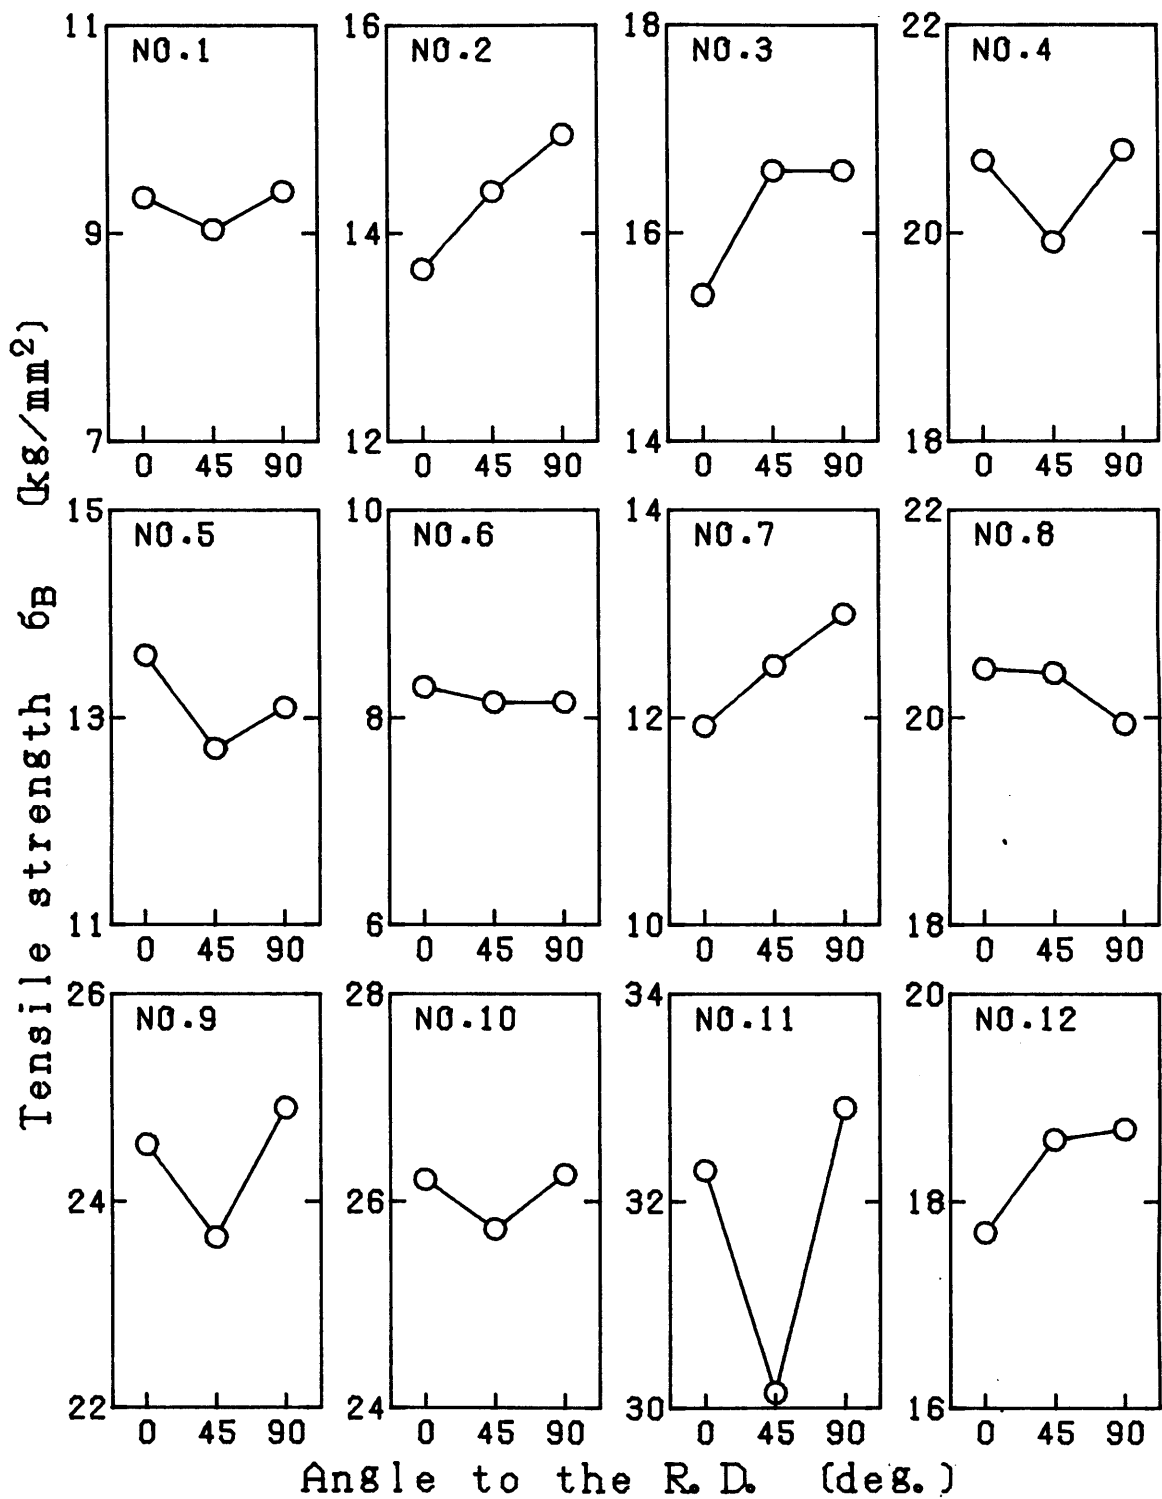 Tensile strength σB (kg/mm²)
11 NO.1 16 NO.2 18 NO.3 22 NO.4
9 14 16 20
7 12 14 18
0 45 90 0 45 90 0 45 90 0 45 90
15 NO.5 10 NO.6 14 NO.7 22 NO.8
13 8 12 20
11 6 10 18
0 45 90 0 45 90 0 45 90 0 45 90
26 NO.9 28 NO.10 34 NO.11 20 NO.12
24 26 32 18
22 24 30 16
0 45 90 0 45 90 0 45 90 0 45 90
Angle to the R.D. (deg.)